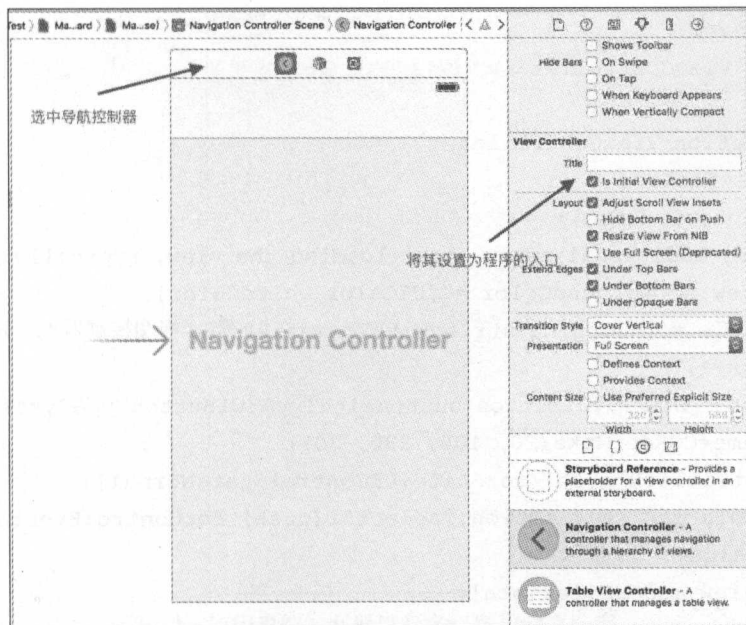 Test 〉 Ma...ard 〉 Ma...se) 〉 Navigation Controller Scene 〉 Navigation Controller
选中导航控制器
Navigation Controller
将其设置为程序的入口
Shows Toolbar
Hide Bars On Swipe
On Tap
When Keyboard Appears
When Vertically Compact
View Controller
Title
Is Initial View Controller
Layout Adjust Scroll View Insets
Hide Bottom Bar on Push
Resize View From NIB
Use Full Screen (Deprecated)
Extend Edges Under Top Bars
Under Bottom Bars
Under Opaque Bars
Transition Style Cover Vertical
Presentation Full Screen
Defines Context
Provides Context
Content Size Use Preferred Explicit Size
320
Width Height
Storyboard Reference - Provides a
placeholder for a view controller in an
external storyboard.
Navigation Controller - A
controller that manages navigation
through a hierarchy of views.
Table View Controller - A
controller that manages a table view.